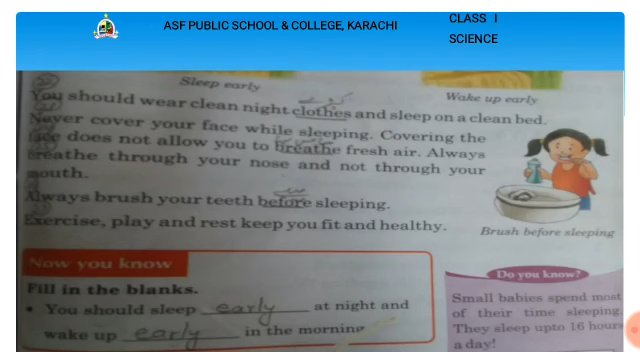 ASF PUBLIC SCHOOL & COLLEGE, KARACHI
CLASS I
SCIENCE
Sleep early
Wake up early
You should wear clean night clothes and sleep on a clean bed.
Never cover your face while sleeping. Covering the
face does not allow you to breathe fresh air. Always
breathe through your nose and not through your
mouth.
Always brush your teeth before sleeping.
Exercise, play and rest keep you fit and healthy.
Brush before sleeping
Now you know
Fill in the blanks.
• You should sleep early at night and
wake up early in the morning
Do you know?
Small babies spend most
of their time sleeping.
They sleep upto 16 hours
a day!